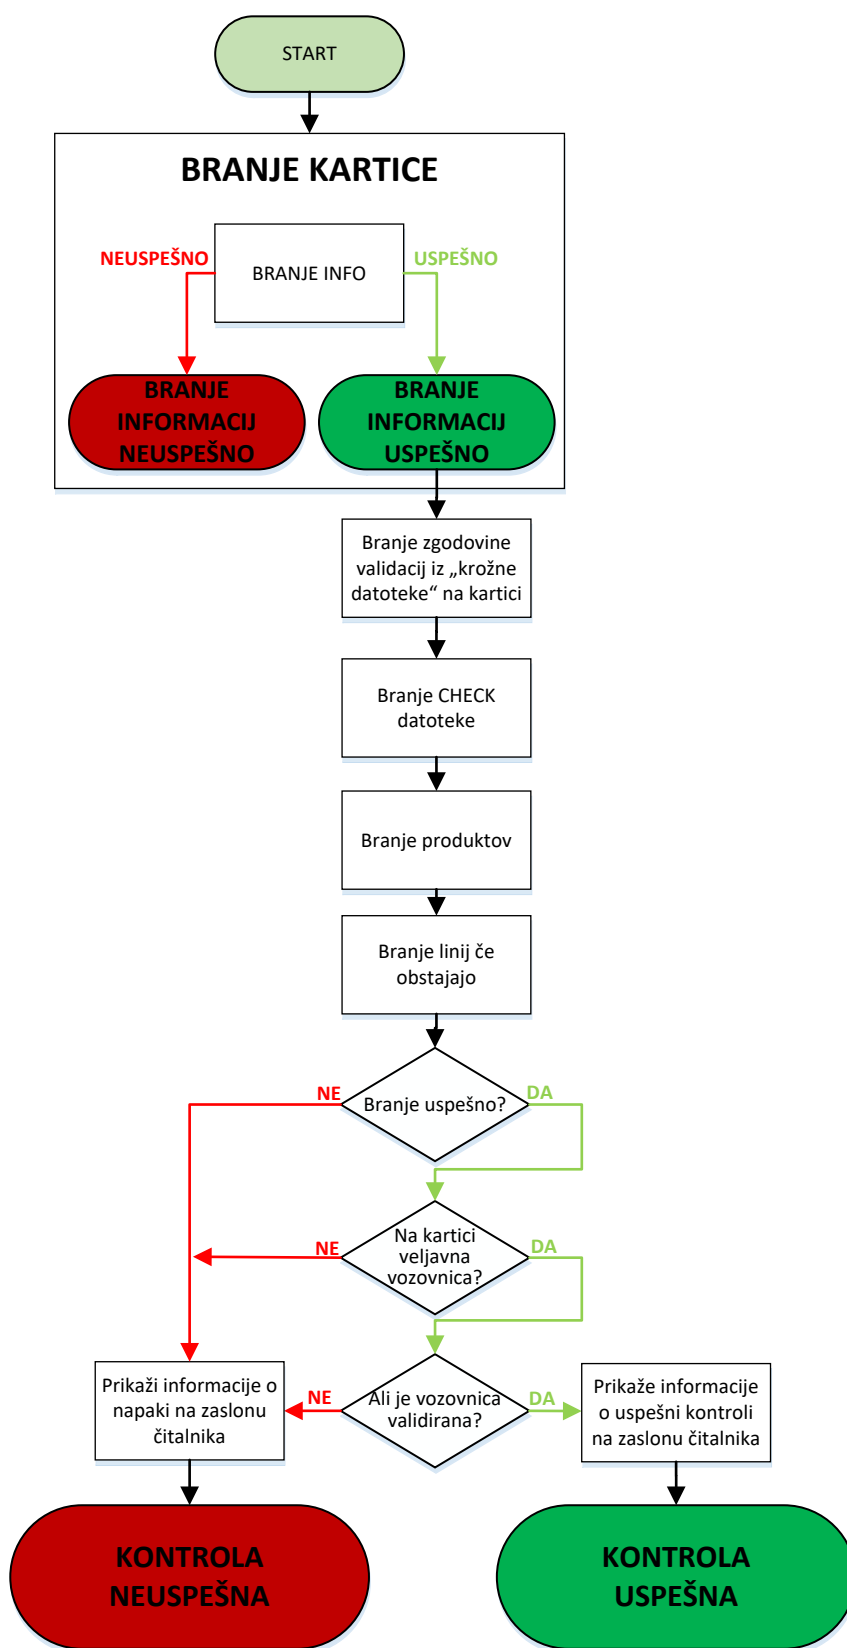 START
BRANJE KARTICE
NEUSPEŠNO
USPEŠNO
BRANJE INFO
BRANJE
INFORMACIJ
NEUSPEŠNO
BRANJE
INFORMACIJ
USPEŠNO
Branje zgodovine
validacij iz „krožne
datoteke“ na kartici
Branje CHECK
datoteke
Branje produktov
Branje linij če
obstajajo
NE
Branje uspešno?
DA
NE
Na kartici
veljavna
vozovnica?
DA
Prikaži informacije o
napaki na zaslonu
čitalnika
NE
Ali je vozovnica
validirana?
DA
Prikaže informacije
o uspešni kontroli
na zaslonu čitalnika
KONTROLA
NEUSPEŠNA
KONTROLA
USPEŠNA